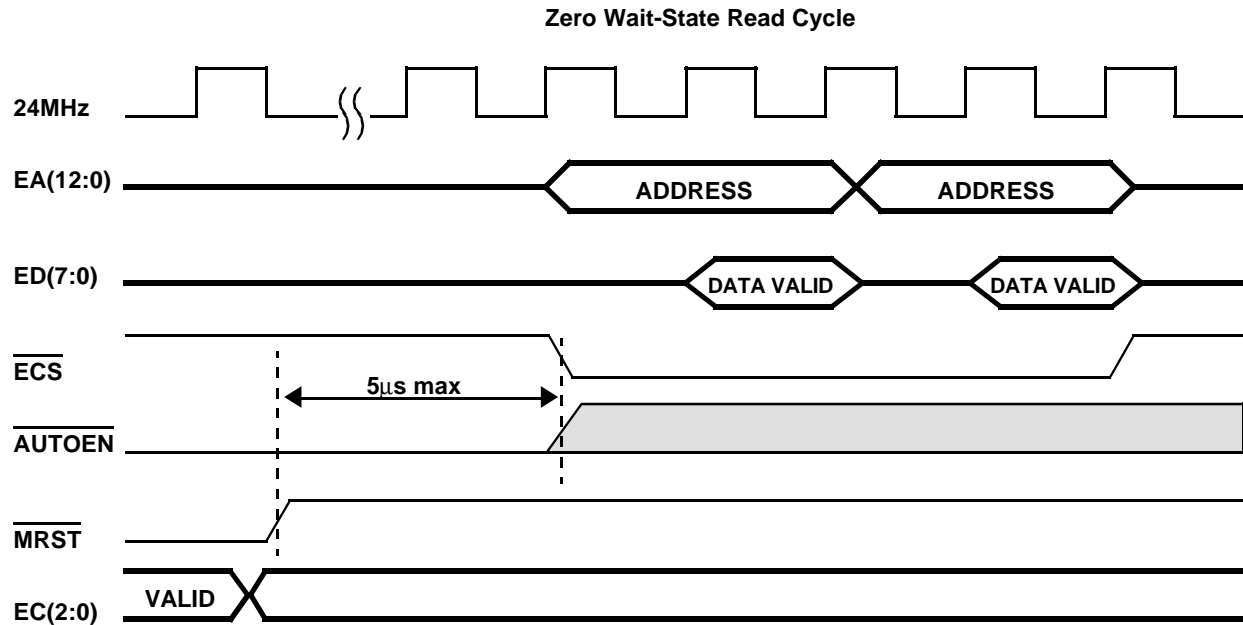 Zero Wait-State Read Cycle
24MHz
EA(12:0)
ADDRESS ADDRESS
ED(7:0)
DATA VALID DATA VALID
ECS
5µs max
AUTOEN
MRST
VALID
EC(2:0)